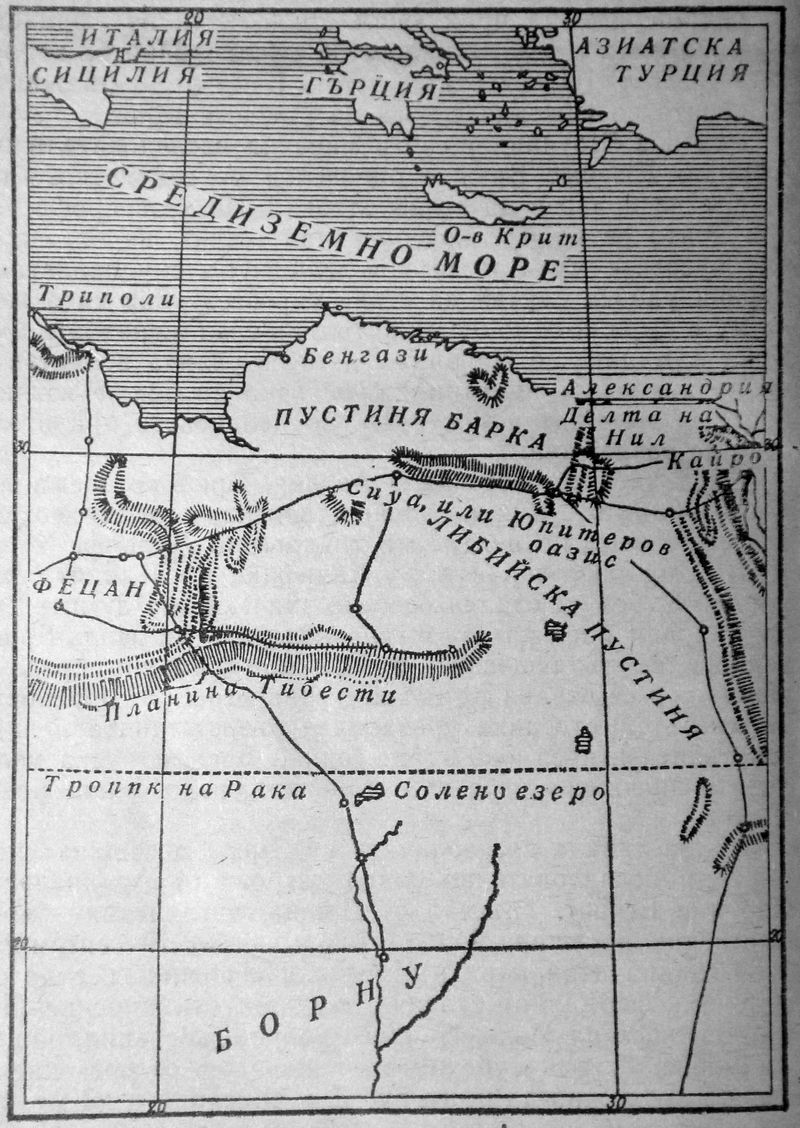 20
30
ИТАЛИЯ
СИЦИЛИЯ
ГЪРЦИЯ
АЗИАТСКА
ТУРЦИЯ
СРЕДИЗЕМНО МОРЕ
О-в Крит
Триполи
Бенгази
ПУСТИНЯ БАРКА
Александрия
Делта на
Нил
30
30
Кайро
Сиуа, или Юпитеров
оазис
ЛИБИЙСКА ПУСТИНЯ
ФЕЦАН
Планина Тибести
Тропик на Рака
Солено езеро
20
20
БОРНУ
20
30